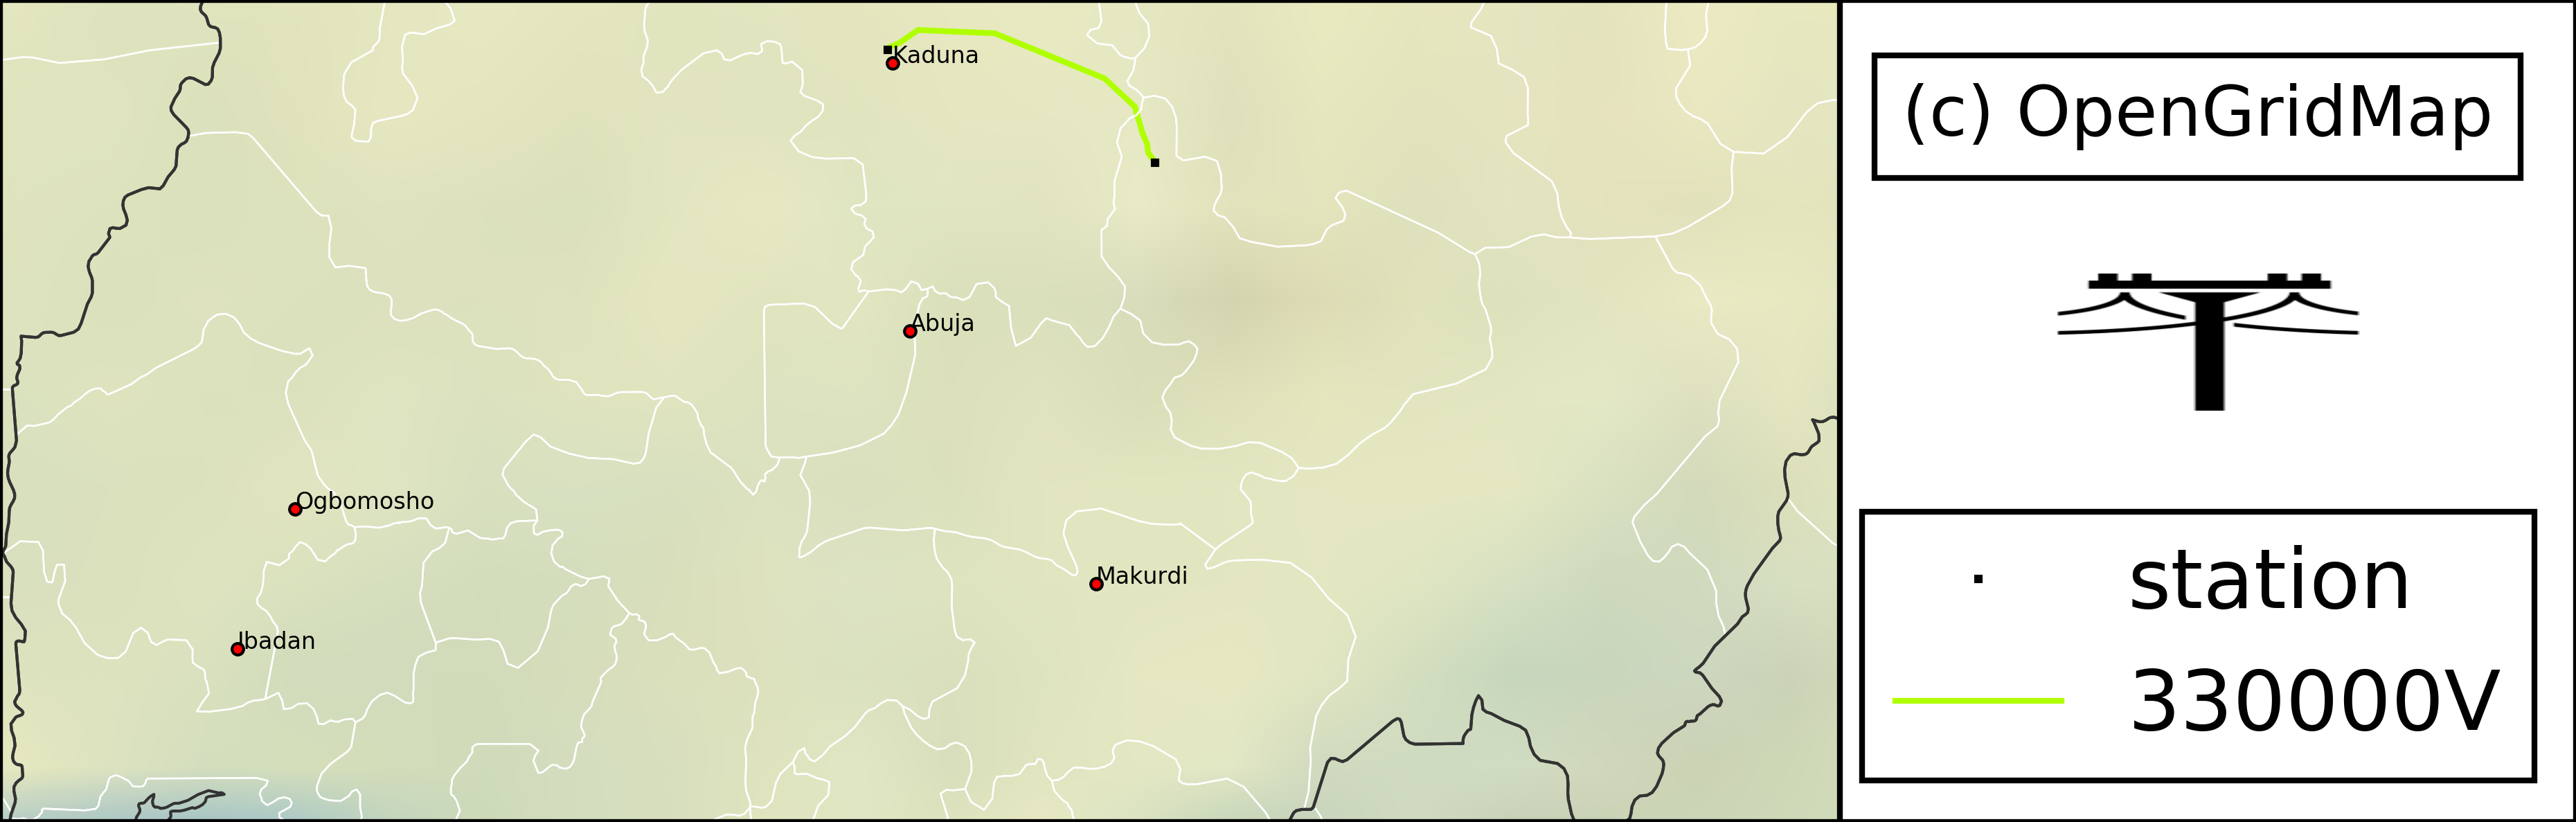 Kaduna
Abuja
Ogbomosho
Makurdi
Ibadan
(c) OpenGridMap
station
330000V